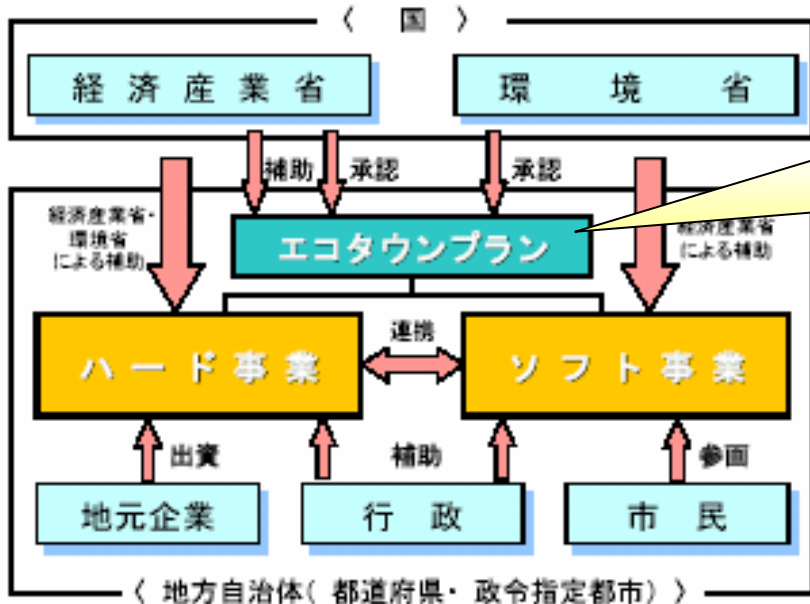 〈 国 〉
経済産業省
環境省
補助
承認
承認
経済産業省・
環境省
による補助
エコタウンプラン
経済産業省
による補助
ハード事業
連携
ソフト事業
出資
補助
参画
地元企業
行政
市民
〈 地方自治体( 都道府県・ 政令指定都市) 〉